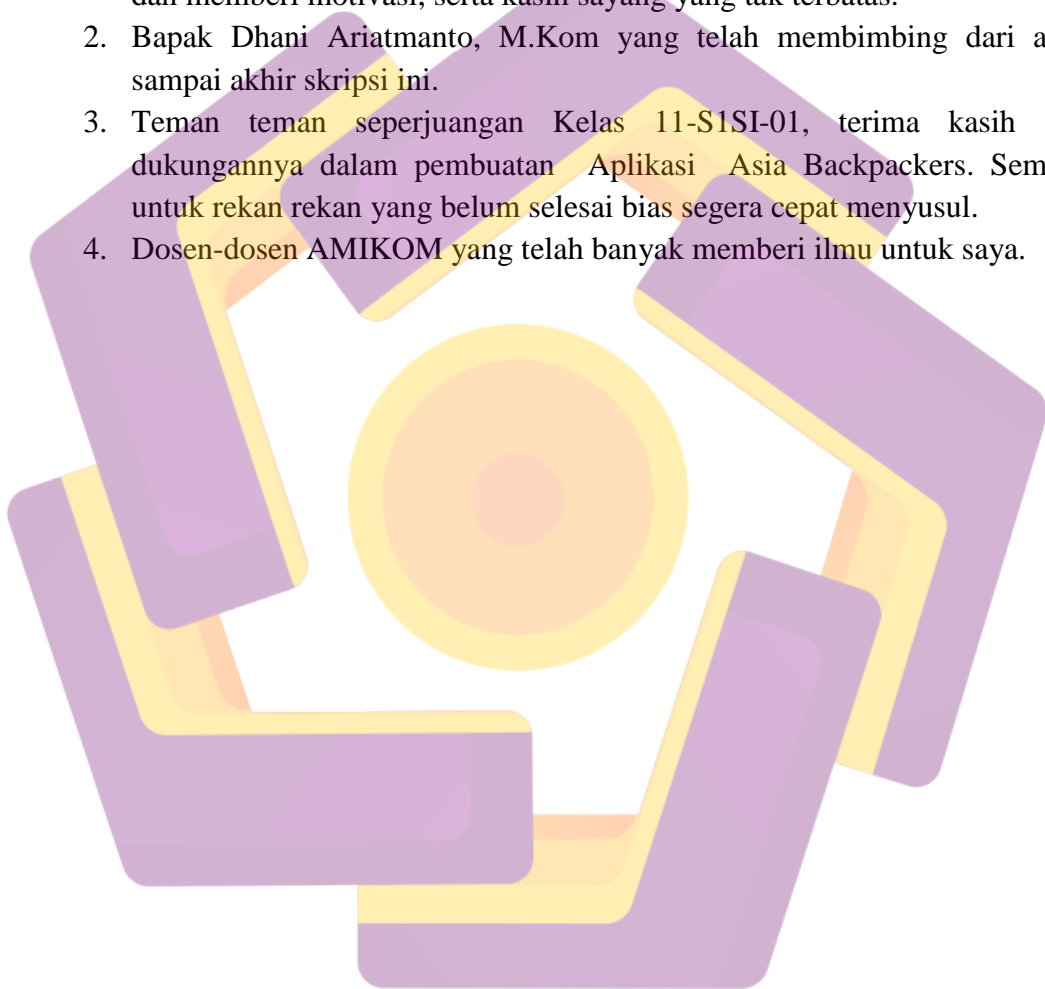 dan memberi motivasi, serta kasih sayang yang tak terbatas.
2. Bapak Dhani Ariatmanto, M.Kom yang telah membimbing dari
sampai akhir skripsi ini.
3. Teman teman seperjuangan Kelas 11-S1SI-01, terima kasih
dukungannya dalam pembuatan Aplikasi Asia Backpackers.
untuk rekan rekan yang belum selesai bias segera cepat menyusul.
4. Dosen-dosen AMIKOM yang telah banyak memberi ilmu untuk saya.